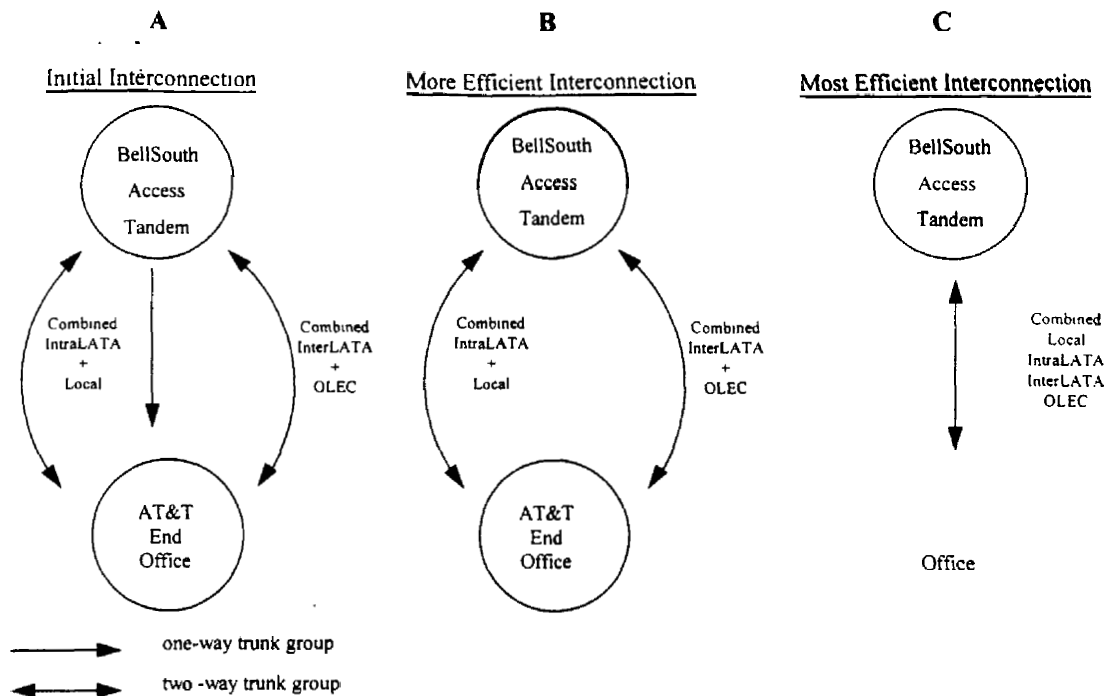 A
Initial Interconnection
BellSouth
Access
Tandem
Combined
IntraLATA
+
Local
Combined
InterLATA
+
OLEC
AT&T
End
Office
B
More Efficient Interconnection
BellSouth
Access
Tandem
Combined
IntraLATA
+
Local
Combined
InterLATA
+
OLEC
AT&T
End
Office
C
Most Efficient Interconnection
BellSouth
Access
Tandem
Combined
Local
IntraLATA
InterLATA
OLEC
Office
one-way trunk group
two -way trunk group